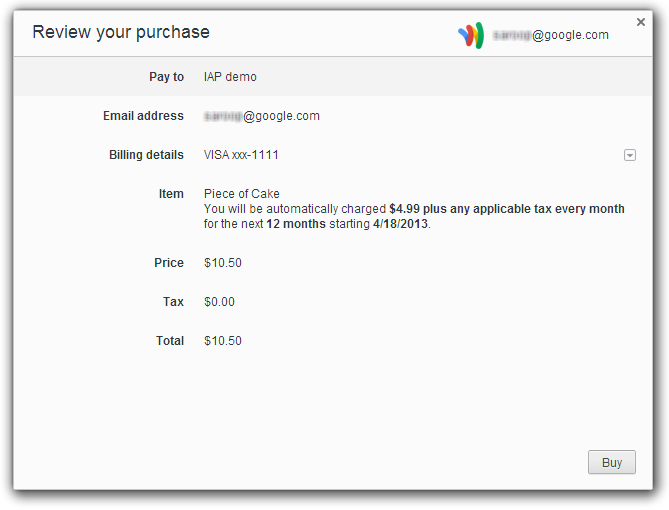 Review your purchase
@google.com
Pay to IAP demo
Email address @google.com
Billing details VISA xxx-1111
Item Piece of Cake
You will be automatically charged $4.99 plus any applicable tax every month
for the next 12 months starting 4/18/2013.
Price $10.50
Tax $0.00
Total $10.50
Buy